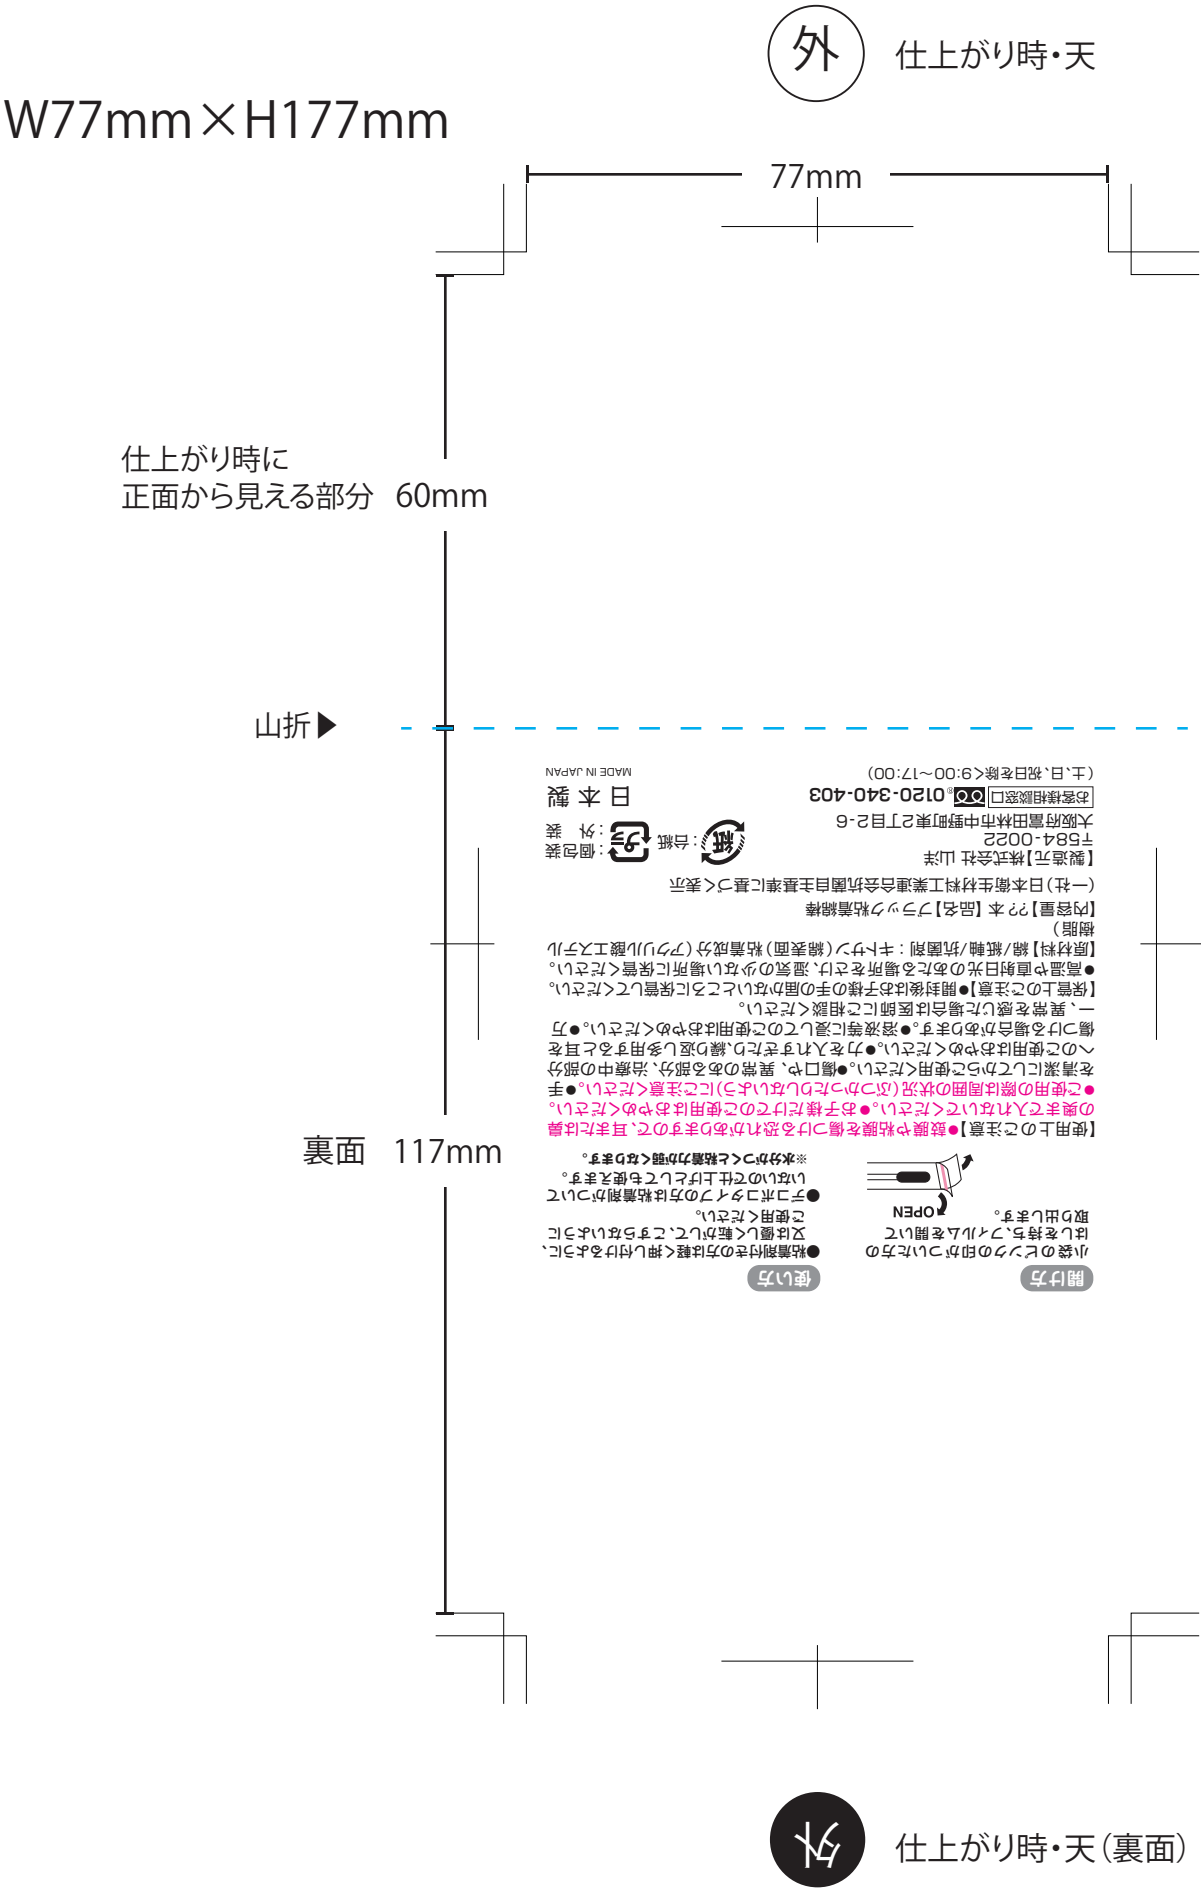 外 仕上がり時・天
W77mm×H177mm
77mm
仕上がり時に
正面から見える部分 60mm
山折▶
裏面 117mm
開け方
小袋のピンクの印がついた方の
はしを持ち、フィルムを開いて
取り出します。
OPEN
使い方
●粘着剤付きの方は軽く押し付けるように、
又は優しく転がして、こすらないように
ご使用ください。
●デコボコタイプの方は粘着剤がついて
いないので仕上げとしても使えます。
※水分がつくと粘着力が弱くなります。
【使用上のご注意】●鼓膜や粘膜を傷つける恐れがありますので、耳または鼻
の奥まで入れないでください。●お子様だけでのご使用はおやめください。
●ご使用の際は周囲の状況(ぶつかったりしないよう)にご注意ください。●手
を清潔にしてからご使用ください。●傷口や、異常のある部分、治療中の部分
へのご使用はおやめください。●力を入れすぎたり、繰り返し多用すると耳を
傷つける場合があります。●溶液等に浸してのご使用はおやめください。●万
一、異常を感じた場合は医師にご相談ください。
【保管上のご注意】●開封後はお子様の手の届かないところに保管してください。
●高温や直射日光のあたる場所をさけ、湿気の少ない場所に保管ください。
【原材料】綿/紙軸/抗菌剤:キトサン(綿表面)粘着成分(アクリル酸エステル
樹脂)
【内容量】??本【品名】ブラック粘着綿棒
(一社)日本衛生材料工業連合会抗菌自主基準に基づく表示
【製造元】株式会社 山洋
〒584-0022
大阪府富田林市中野町東2丁目2-6
お客様相談窓口 ® 0120-340-403
(土、日、祝日を除く9:00~17:00)
紙:台紙
プラ:個包装
:外 装
日本製
MADE IN JAPAN
外 仕上がり時・天(裏面)